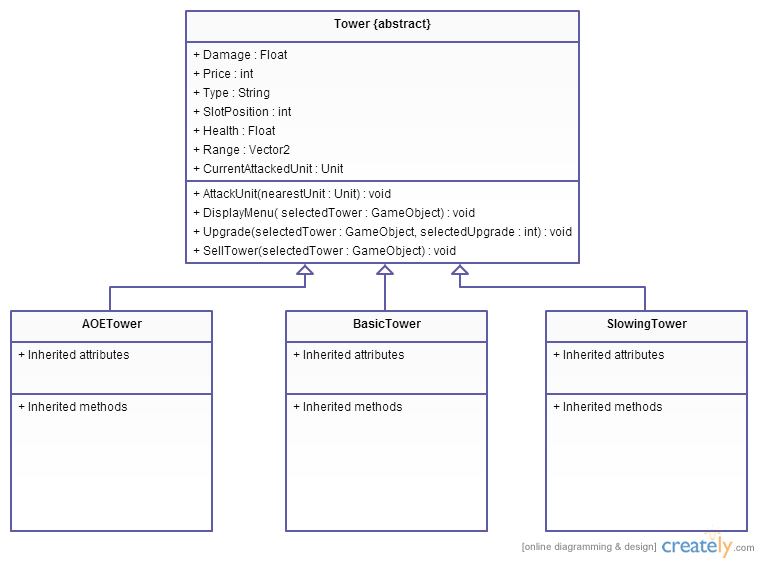 Tower {abstract}
+ Damage : Float
+ Price : int
+ Type : String
+ SlotPosition : int
+ Health : Float
+ Range : Vector2
+ CurrentAttackedUnit : Unit
+ AttackUnit(nearestUnit : Unit) : void
+ DisplayMenu( selectedTower : GameObject) : void
+ Upgrade(selectedTower : GameObject, selectedUpgrade : int) : void
+ SellTower(selectedTower : GameObject) : void
AOETower
+ Inherited attributes
+ Inherited methods
BasicTower
+ Inherited attributes
+ Inherited methods
SlowingTower
+ Inherited attributes
+ Inherited methods
[online diagramming & design] creately.com